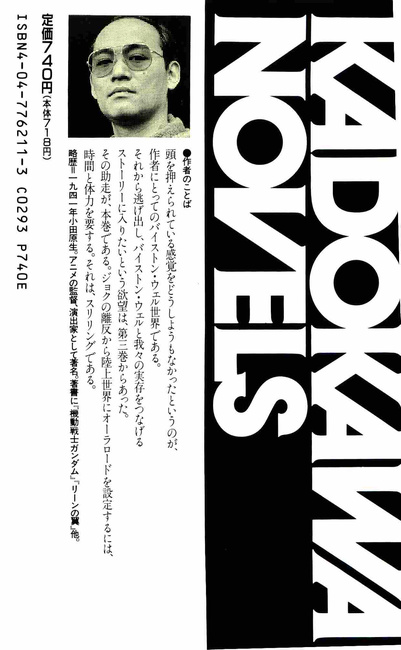 KADOKAWA
NOVELS
●作者のことば
頭を押えられている感覚をどうしようもなかったというのが、
作者にとってのバイストン・ウェル世界である。
それから逃げ出し、バイストン・ウェルと我々の実存をつなげる
ストーリーに入りたいという欲望は、第三巻からあった。
その助走が、本巻である。ジョクの離反から陸上世界にオーラロードを設定するには、
時間と体力を要する。それは、スリリングである。
略歴=一九四一年小田原生。アニメの監督、演出家として著名。著書に「機動戦士ガンダム」「リーンの翼」他。
定価740円(本体718円)
ISBN4-04-776211-3 C0293 P740E